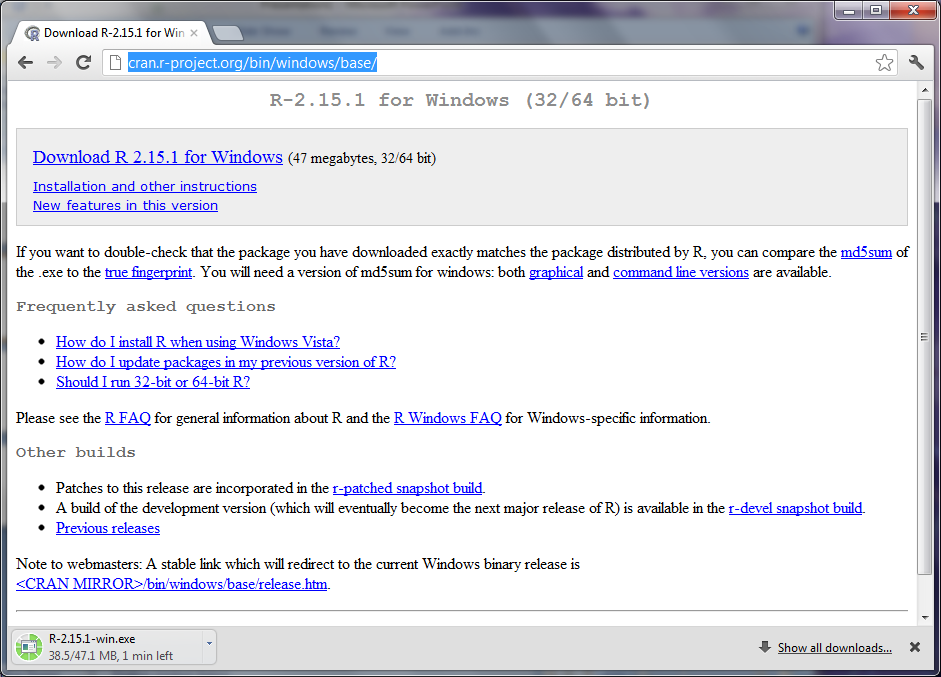 Download R-2.15.1 for Win
cran.r-project.org/bin/windows/base/
R-2.15.1 for Windows (32/64 bit)
Download R 2.15.1 for Windows (47 megabytes, 32/64 bit)
Installation and other instructions
New features in this version
If you want to double-check that the package you have downloaded exactly matches the package distributed by R, you can compare the md5sum of
the .exe to the true fingerprint. You will need a version of md5sum for windows: both graphical and command line versions are available.
Frequently asked questions
How do I install R when using Windows Vista?
How do I update packages in my previous version of R?
Should I run 32-bit or 64-bit R?
Please see the R FAQ for general information about R and the R Windows FAQ for Windows-specific information.
Other builds
Patches to this release are incorporated in the r-patched snapshot build.
A build of the development version (which will eventually become the next major release of R) is available in the r-devel snapshot build.
Previous releases
Note to webmasters: A stable link which will redirect to the current Windows binary release is
<CRAN MIRROR>/bin/windows/base/release.htm.
R-2.15.1-win.exe
38.5/47.1 MB, 1 min left
Show all downloads...